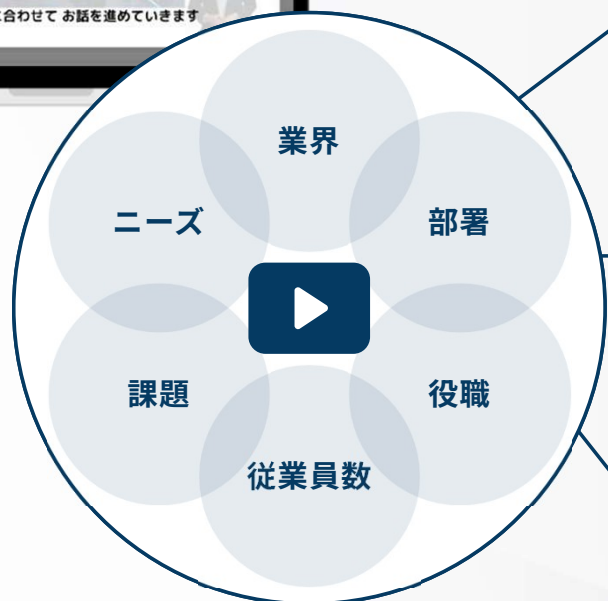 に合わせて お話を進めていきます
業界
ニーズ
部署
課題
役職
従業員数